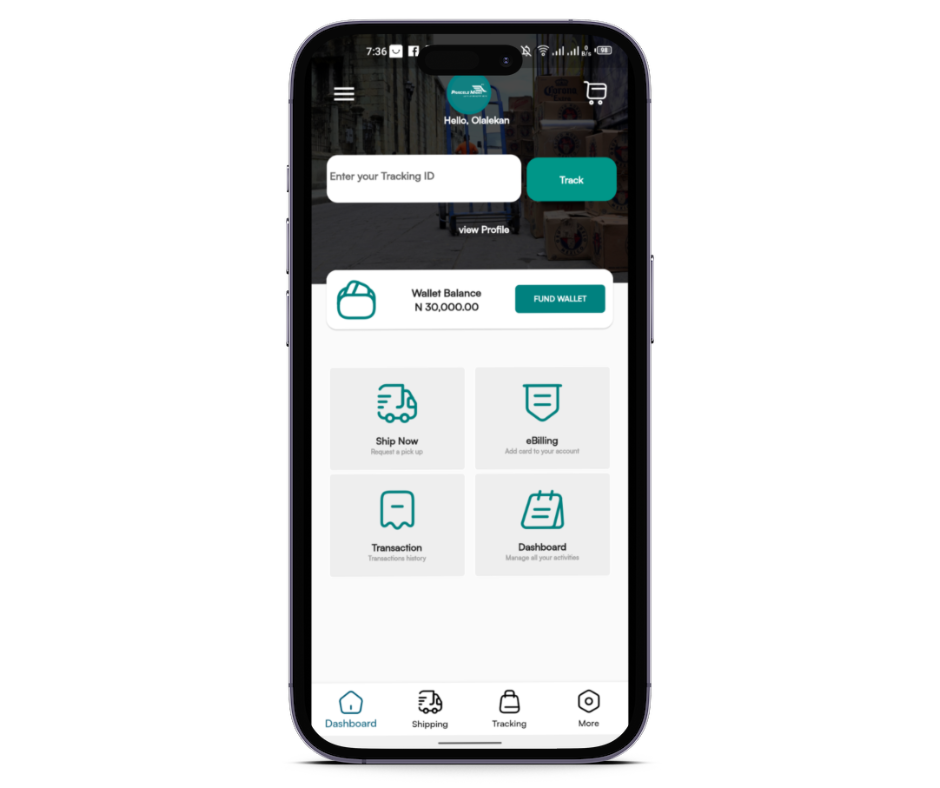 7:36
98
Hello, Olalekan
Enter your Tracking ID
Track
view Profile
Wallet Balance
N 30,000.00
FUND WALLET
Ship Now
Request a pick up
eBilling
Add card to your account
Transaction
Transactions history
Dashboard
Manage all your activities
Dashboard
Shipping
Tracking
More